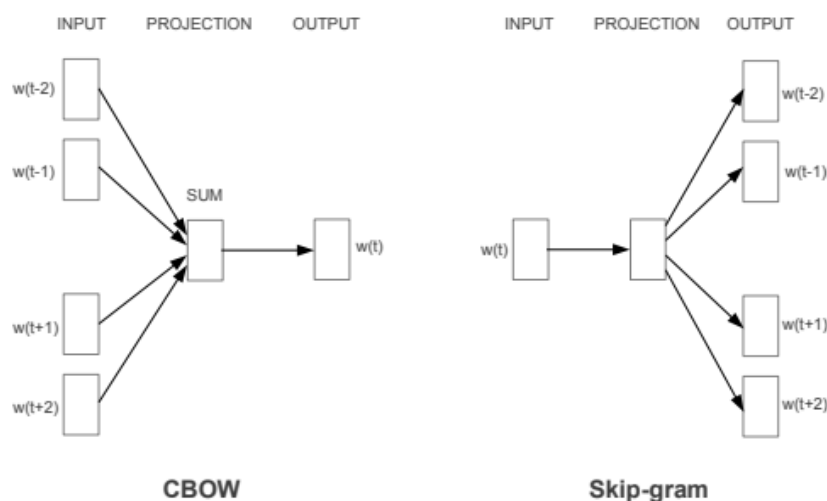 INPUT PROJECTION OUTPUT
w(t-2)
w(t-1)
SUM
w(t)
w(t+1)
w(t+2)
CBOW
INPUT PROJECTION OUTPUT
w(t-2)
w(t-1)
w(t)
w(t+1)
w(t+2)
Skip-gram